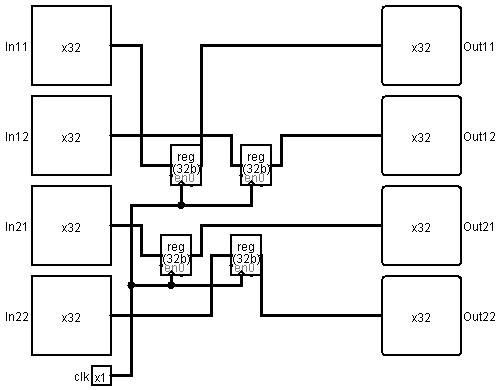 In11 x32 x32 Out11
In12 x32 x32 Out12
reg reg
(32b) (32b)
en0 en0
In21 x32 x32 Out21
reg reg
(32b) (32b)
en0 en0
In22 x32 x32 Out22
clk x1